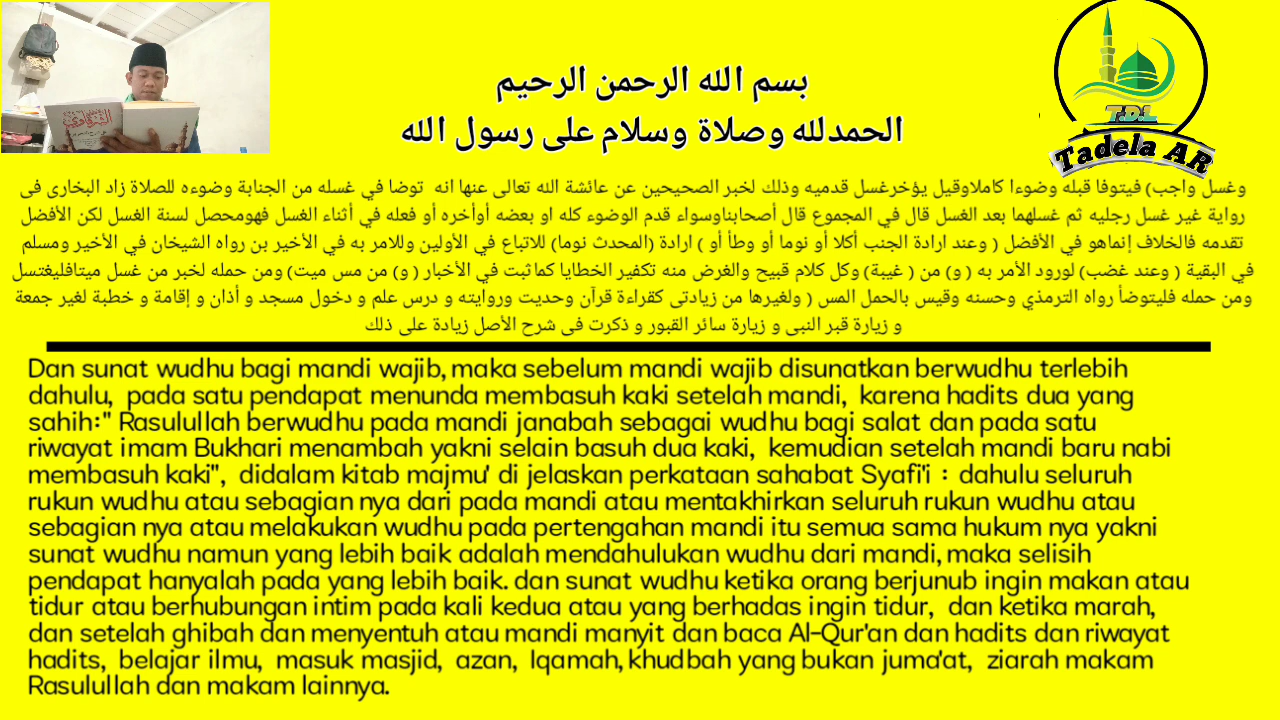 بسم الله الرحمن الرحيم
الحمدلله وصلاة وسلام على رسول الله
T.D.L
Tadela AR
الشرقاوي
وغسل واجب) فيتوفا قبله وضوءا كاملاوقيل يؤخرغسل قدميه وذلك لخبر الصحيحين عن عائشة الله تعالى عنها انه توضا في غسله من الجنابة وضوءه للصلاة زاد البخارى فى
رواية غير غسل رجليه ثم غسلهما بعد الغسل قال في المجموع قال أصحابناوسواء قدم الوضوء كله او بعضه أوأخره أو فعله في أثناء الغسل فهومحصل لسنة الغسل لكن الأفضل
تقدمه فالخلاف إنماهو في الأفضل ( وعند ارادة الجنب أكلا أو نوما أو وطأ أو ) ارادة (المحدث نوما) للاتباع في الأولين وللامر به في الأخير بن رواه الشيخان في الأخير ومسلم
في البقية ( وعند غضب) لورود الأمر به ( و) من ( غيبة) وكل كلام قبيح والغرض منه تكفير الخطايا كماثبت في الأخبار ( و) من مس ميت) ومن حمله لخبر من غسل ميتافليغتسل
ومن حمله فليتوضأ رواه الترمذي وحسنه وقيس بالحمل المس ( ولغيرها من زيادتى كقراءة قرآن وحديت وروايته و درس علم و دخول مسجد و أذان و إقامة و خطبة لغير جمعة
و زيارة قبر النبى و زيارة سائر القبور و ذكرت فى شرح الأصل زيادة على ذلك
Dan sunat wudhu bagi mandi wajib, maka sebelum mandi wajib disunatkan berwudhu terlebih
dahulu, pada satu pendapat menunda membasuh kaki setelah mandi, karena hadits dua yang
sahih:" Rasulullah berwudhu pada mandi janabah sebagai wudhu bagi salat dan pada satu
riwayat imam Bukhari menambah yakni selain basuh dua kaki, kemudian setelah mandi baru nabi
membasuh kaki", didalam kitab majmu' di jelaskan perkataan sahabat Syafi'i : dahulu seluruh
rukun wudhu atau sebagian nya dari pada mandi atau mentakhirkan seluruh rukun wudhu atau
sebagian nya atau melakukan wudhu pada pertengahan mandi itu semua sama hukum nya yakni
sunat wudhu namun yang lebih baik adalah mendahulukan wudhu dari mandi, maka selisih
pendapat hanyalah pada yang lebih baik. dan sunat wudhu ketika orang berjunub ingin makan atau
tidur atau berhubungan intim pada kali kedua atau yang berhadas ingin tidur, dan ketika marah,
dan setelah ghibah dan menyentuh atau mandi manyit dan baca Al-Qur'an dan hadits dan riwayat
hadits, belajar ilmu, masuk masjid, azan, Iqamah, khudbah yang bukan juma'at, ziarah makam
Rasulullah dan makam lainnya.